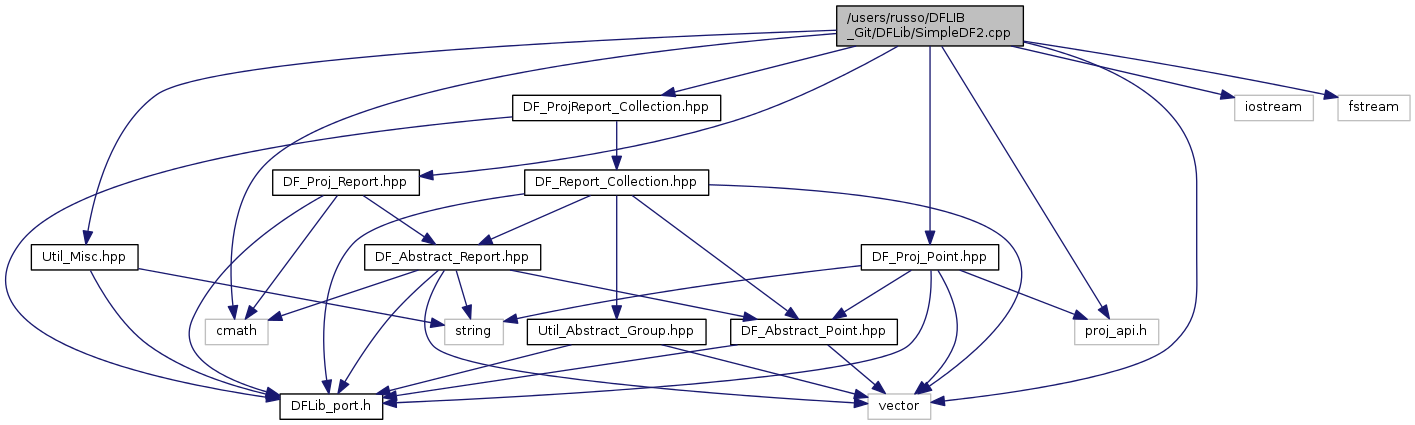 /users/russo/DFLIB
_Git/DFLib/SimpleDF2.cpp
DF_ProjReport_Collection.hpp
iostream
fstream
DF_Proj_Report.hpp
DF_Report_Collection.hpp
Util_Misc.hpp
DF_Abstract_Report.hpp
DF_Proj_Point.hpp
cmath
string
Util_Abstract_Group.hpp
DF_Abstract_Point.hpp
proj_api.h
DFLib_port.h
vector